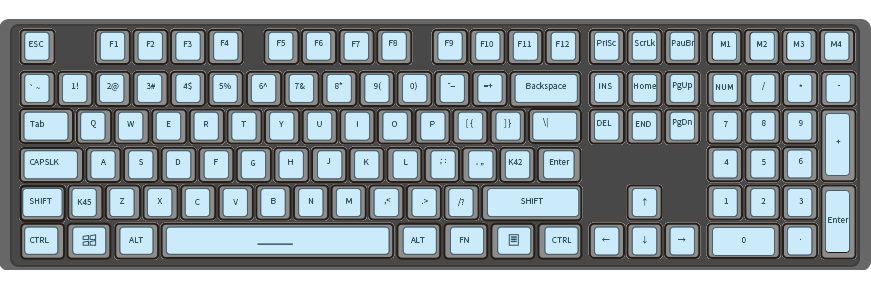 ESC F1 F2 F3 F4 F5 F6 F7 F8 F9 F10 F11 F12 PrtSc ScrLk PauBr M1 M2 M3 M4
` ~ 1! 2@ 3# 4$ 5% 6^ 7& 8* 9( 0) -_ =+ Backspace INS Home PgUp NUM / * -
Tab Q W E R T Y U I O P [{ ]} \| DEL END PgDn 7 8 9 +
CAPSLK A S D F G H J K L ;: '" K42 Enter 4 5 6
SHIFT K45 Z X C V B N M ,< .> /? SHIFT ↑ 1 2 3 Enter
CTRL ALT ALT FN CTRL ← ↓ → 0 .